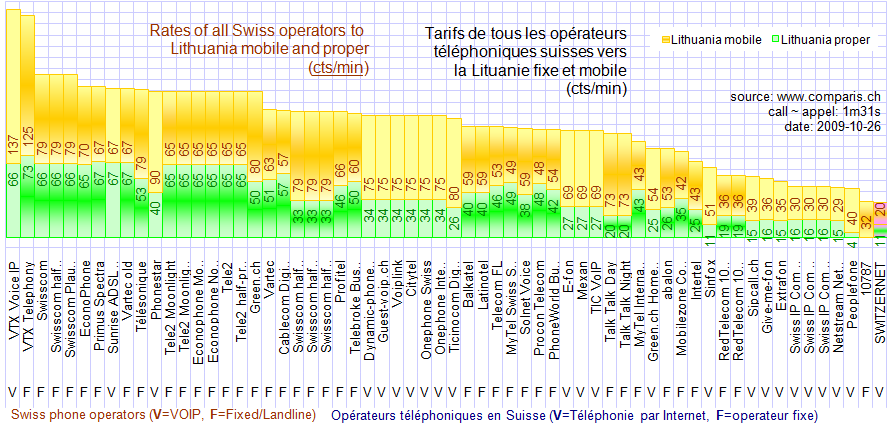 Rates of all Swiss operators to
Lithuania mobile and proper
(cts/min)
Tarifs de tous les opérateurs
téléphoniques suisses vers
la Lituanie fixe et mobile
(cts/min)
Lithuania mobile
Lithuania proper
source: www.comparis.ch
call ~ appel: 1m31s
date: 2009-10-26
137 125 79 79 79 70 67 67 67 79 90 65 65 65 65 65 65 80 63 57 79 79 79 66 60 75 75 75 75 75 75 80 59 59 53 49 59 48 54 69 69 69 73 73 43 54 53 42 43 51 36 36 39 36 35 30 30 30 29 40 32 20
66 73 66 66 66 65 67 67 67 53 40 65 65 65 65 65 65 50 51 57 33 33 33 46 50 34 34 34 34 34 34 26 40 40 46 49 38 48 42 27 27 27 20 20 43 25 26 35 25 11 19 19 15 16 15 16 16 16 15 4 11
VTX Voice IP
VTX Telephony
Swisscom
Swisscom half..
Swisscom Plau..
EconoPhone
Primus Spectra
Sunrise ADSL..
Vartec old
Télésonique
Phonestar
Tele2 Moonlight
Tele2 Moonlig..
Econophone Mo..
Econophone No..
Tele2
Tele2 half-pr..
Green.ch
Vartec
Cablecom Digi..
Swisscom half..
Swisscom half..
Swisscom half..
Profitel
Telebroke Bus..
Dynamic-phone..
Guest-voip.ch
Voiplink
Citytel
Onephone Swiss
Onephone Inte..
Ticinocom Dig..
Balkatel
Latinotel
Telecom FL
MyTel Swiss S..
Solnet Voice
Procon Telecom
PhoneWorld Bu..
E-fon
Mexan
TIC VoIP
Talk Talk Day
Talk Talk Night
MyTel Interna..
Green.ch Home..
abalon
Mobilezone Co..
Intertel
Sinfox
RedTelecom 10..
RedTelecom 10..
Sipcall.ch
Give-me-fon
Extrafon
Swiss IP Com..
Swiss IP Com..
Swiss IP Com..
Netstream Net..
Peoplefone
10787
SWITZERNET
V F F F F F F V F F V F F F F F F F F F F F F F F V V V V V V V F F F F F F F V V V F F F V F F F V F F V V F V V V V V F V
Swiss phone operators (V=VOIP, F=Fixed/Landline)
Opérateurs téléphoniques en Suisse (V=Téléphonie par Internet, F=operateur fixe)